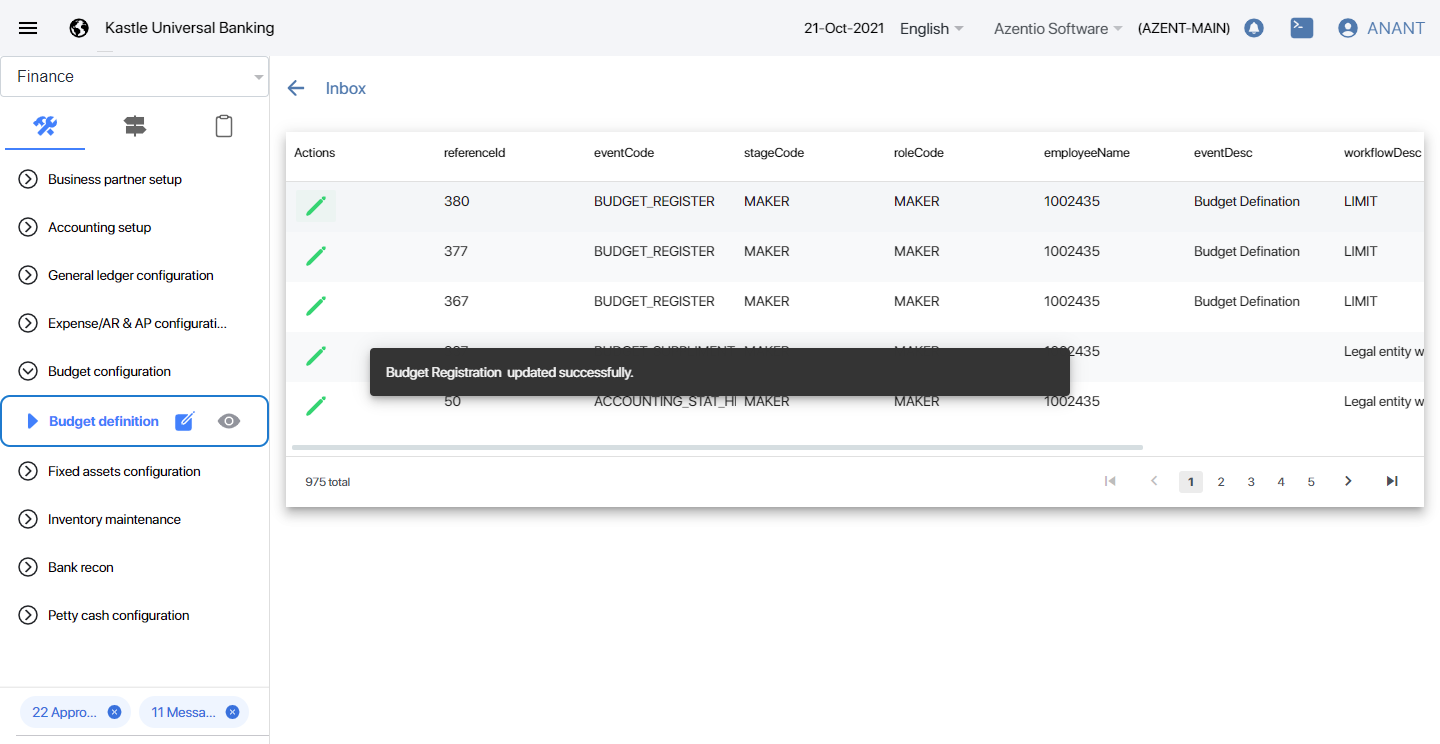 Kastle Universal Banking
21-Oct-2021 English Azentio Software (AZENT-MAIN) ANANT
Finance
Business partner setup
Accounting setup
General ledger configuration
Expense/AR & AP configurati...
Budget configuration
Budget definition
Fixed assets configuration
Inventory maintenance
Bank recon
Petty cash configuration
22 Appro...
11 Messa...
Inbox
Actions referenceId eventCode stageCode roleCode employeeName eventDesc workflowDesc
380 BUDGET_REGISTER MAKER MAKER 1002435 Budget Defination LIMIT
377 BUDGET_REGISTER MAKER MAKER 1002435 Budget Defination LIMIT
367 BUDGET_REGISTER MAKER MAKER 1002435 Budget Defination LIMIT
1002435 Legal entity w
Budget Registration updated successfully.
50 ACCOUNTING_STAT_H MAKER MAKER 1002435 Legal entity w
975 total
1 2 3 4 5